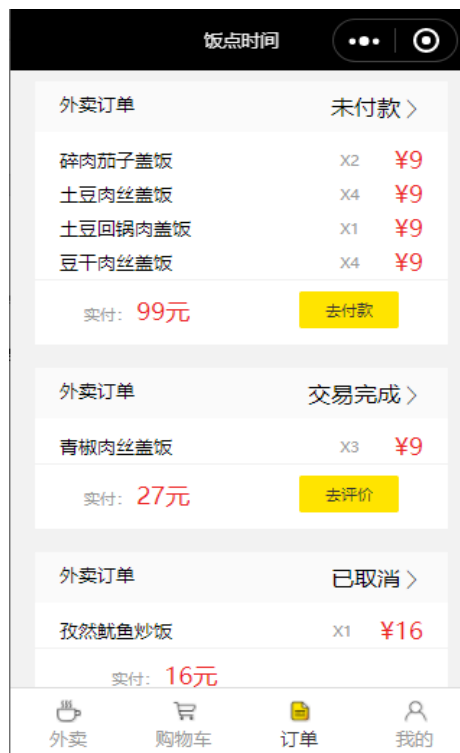 饭点时间
外卖订单 未付款
碎肉茄子盖饭 X2 ¥9
土豆肉丝盖饭 X4 ¥9
土豆回锅肉盖饭 X1 ¥9
豆干肉丝盖饭 X4 ¥9
实付: 99元 去付款
外卖订单 交易完成
青椒肉丝盖饭 X3 ¥9
实付: 27元 去评价
外卖订单 已取消
孜然鱿鱼炒饭 X1 ¥16
实付: 16元
外卖 购物车 订单 我的